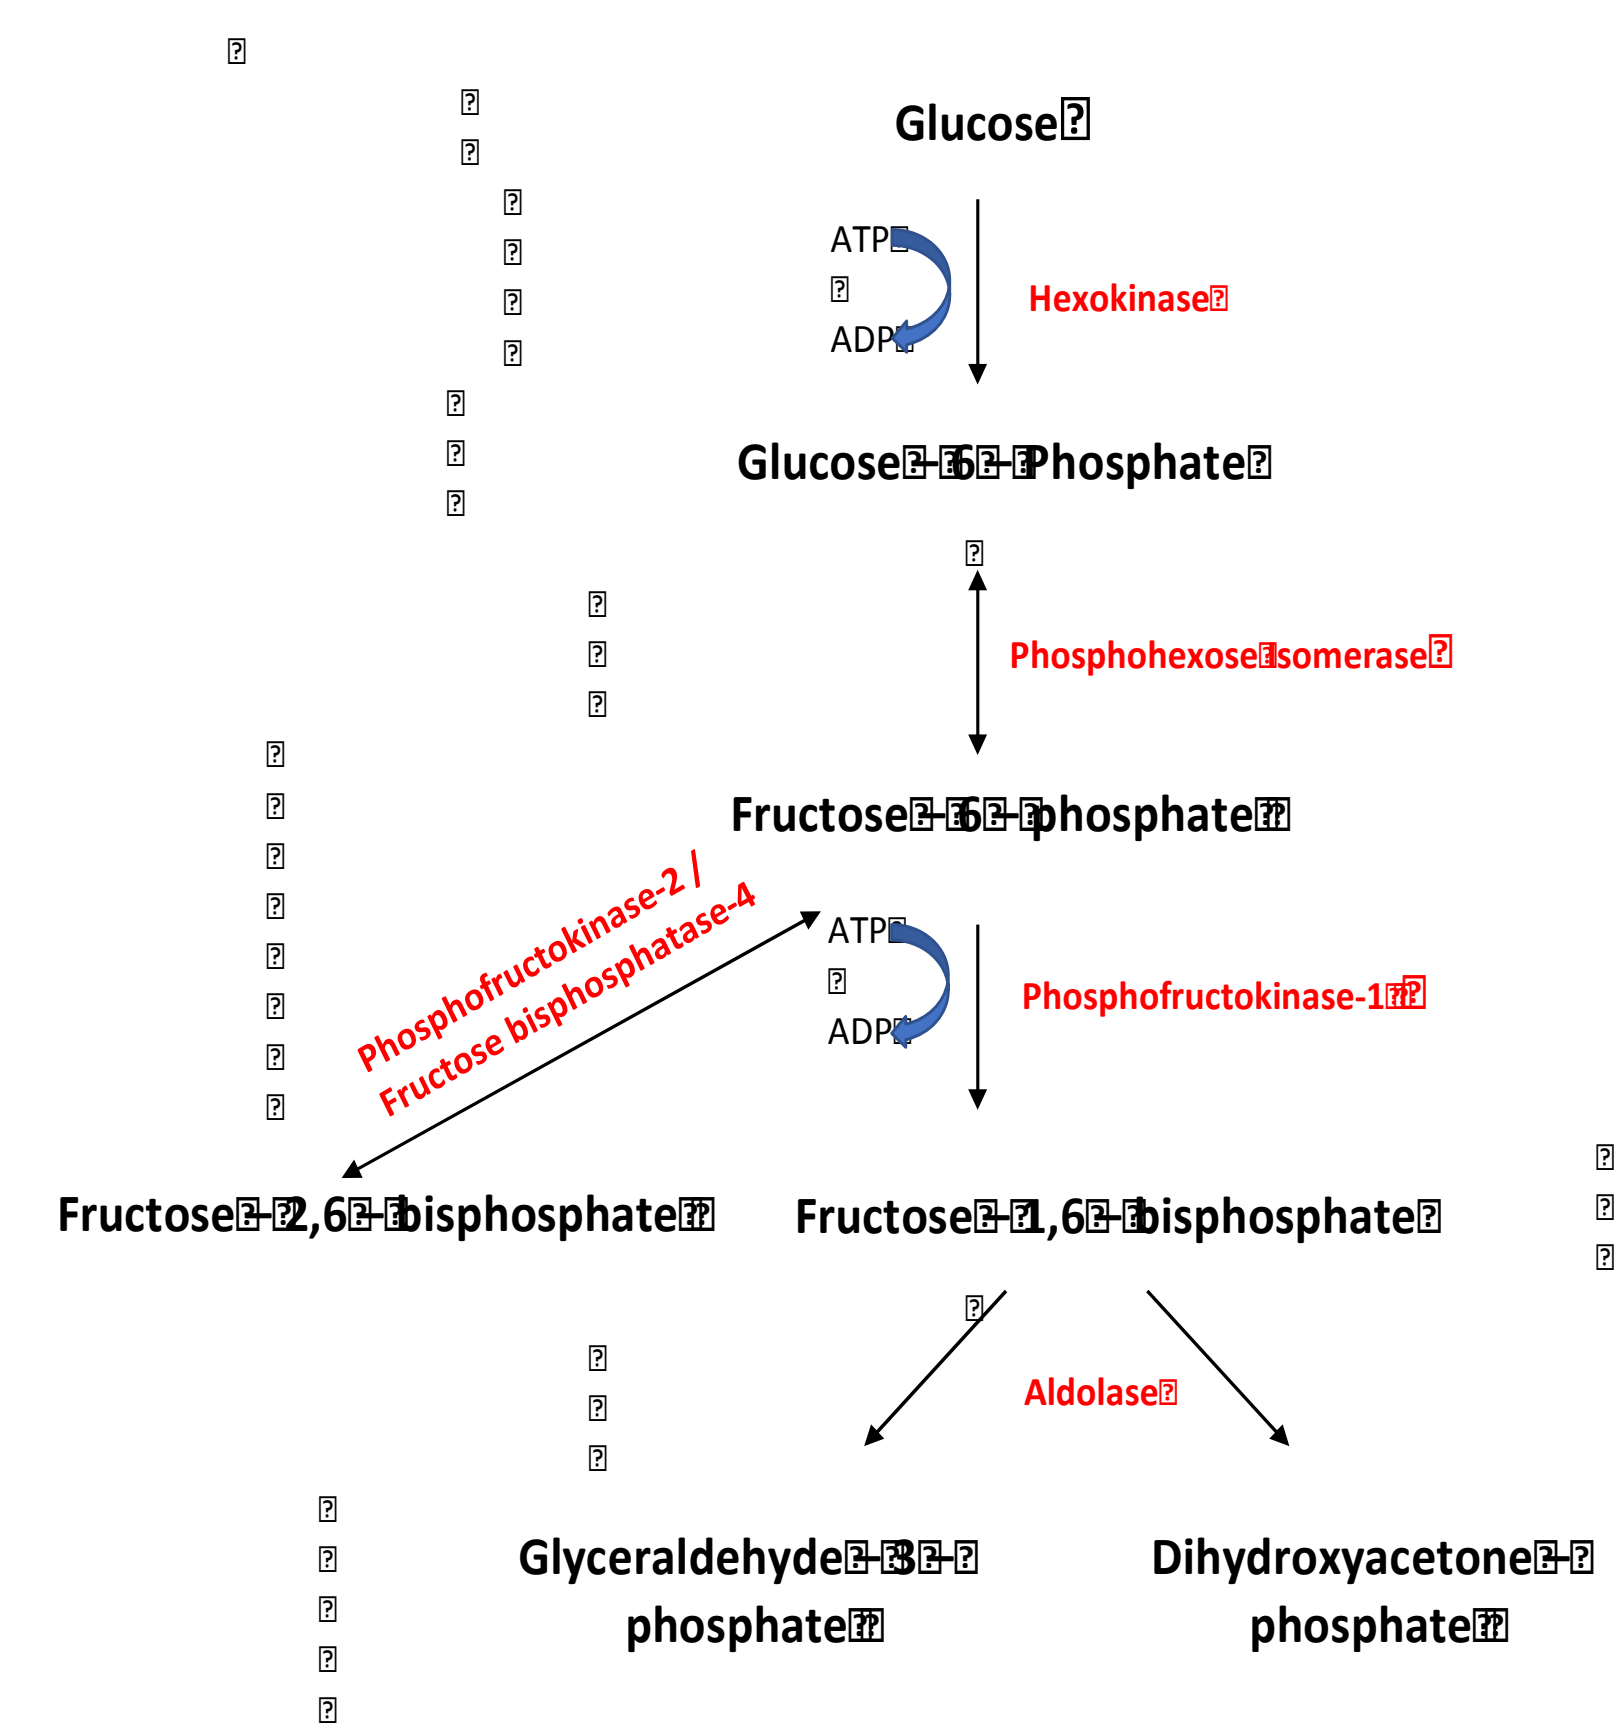 Glucose
ATP
Hexokinase
ADP
Glucose – 6 – Phosphate
Phosphohexose Isomerase
Fructose – 6 – phosphate
Phosphofructokinase-2 /
Fructose bisphosphatase-4
ATP
Phosphofructokinase-1
ADP
Fructose – 2,6 – bisphosphate
Fructose – 1,6 – bisphosphate
Aldolase
Glyceraldehyde – 3 –
phosphate
Dihydroxyacetone –
phosphate